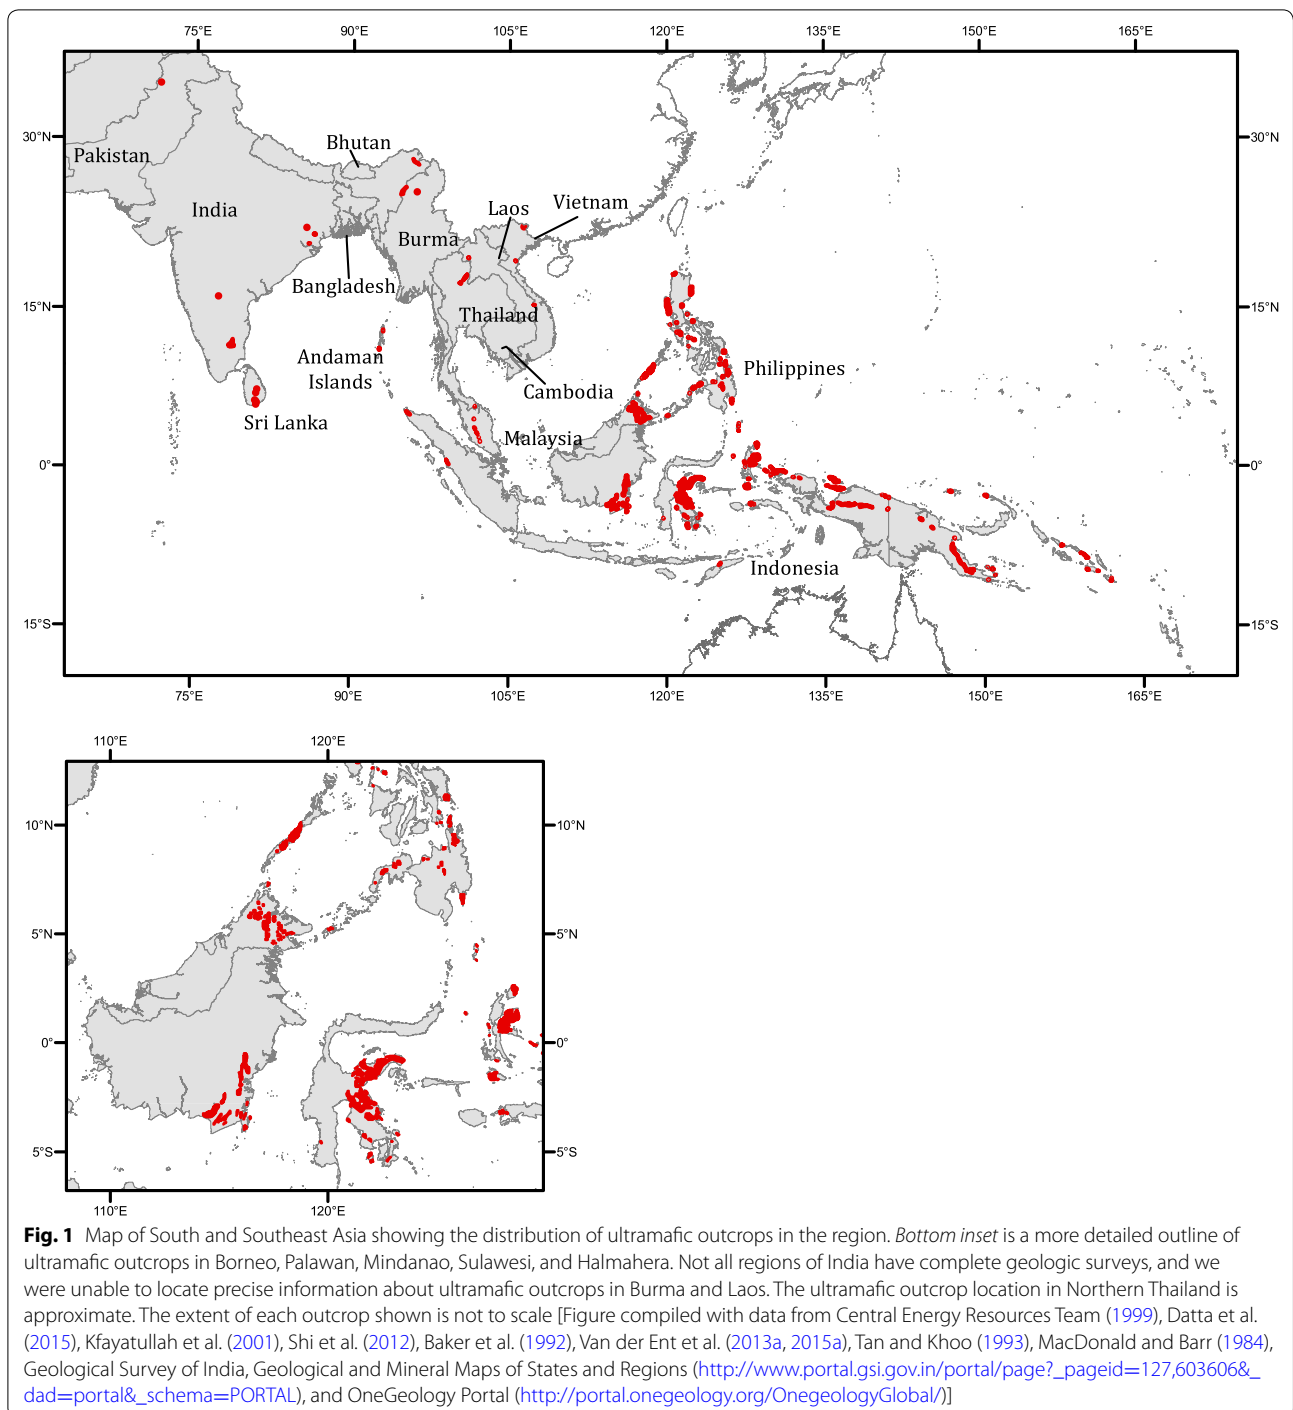 75°E 90°E 105°E 120°E 135°E 150°E 165°E
30°N 30°N
Bhutan
Pakistan
Laos Vietnam
India
Burma
Bangladesh
15°N 15°N
Thailand
Andaman
Islands
Philippines
Cambodia
Sri Lanka
Malaysia
0° 0°
Indonesia
15°S 15°S
75°E 90°E 105°E 120°E 135°E 150°E 165°E
110°E 120°E
10°N 10°N
5°N 5°N
0° 0°
5°S 5°S
110°E 120°E
Fig. 1 Map of South and Southeast Asia showing the distribution of ultramafic outcrops in the region. Bottom inset is a more detailed outline of
ultramafic outcrops in Borneo, Palawan, Mindanao, Sulawesi, and Halmahera. Not all regions of India have complete geologic surveys, and we
were unable to locate precise information about ultramafic outcrops in Burma and Laos. The ultramafic outcrop location in Northern Thailand is
approximate. The extent of each outcrop shown is not to scale [Figure compiled with data from Central Energy Resources Team (1999), Datta et al.
(2015), Kfayatullah et al. (2001), Shi et al. (2012), Baker et al. (1992), Van der Ent et al. (2013a, 2015a), Tan and Khoo (1993), MacDonald and Barr (1984),
Geological Survey of India, Geological and Mineral Maps of States and Regions (http://www.portal.gsi.gov.in/portal/page?_pageid=127,603606&_
dad=portal&_schema=PORTAL), and OneGeology Portal (http://portal.onegeology.org/OnegeologyGlobal/)]